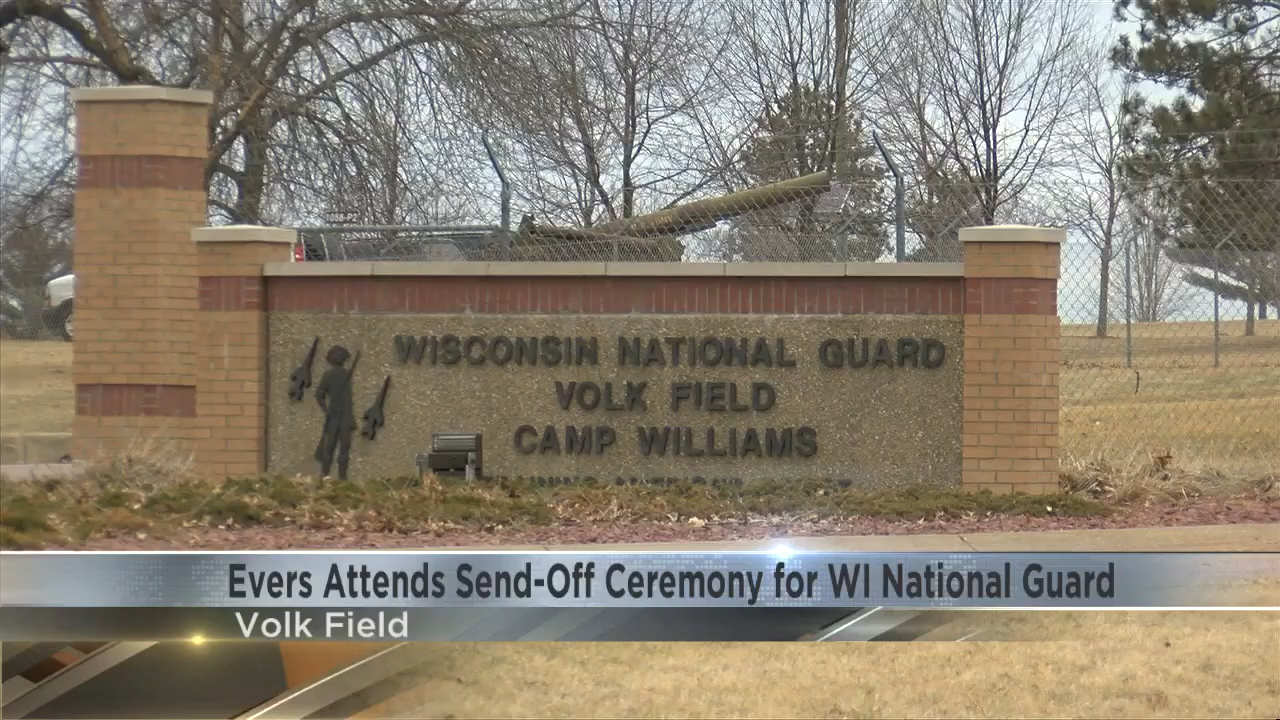 WISCONSIN NATIONAL GUARD
VOLK FIELD
CAMP WILLIAMS
Evers Attends Send-Off Ceremony for WI National Guard
Volk Field